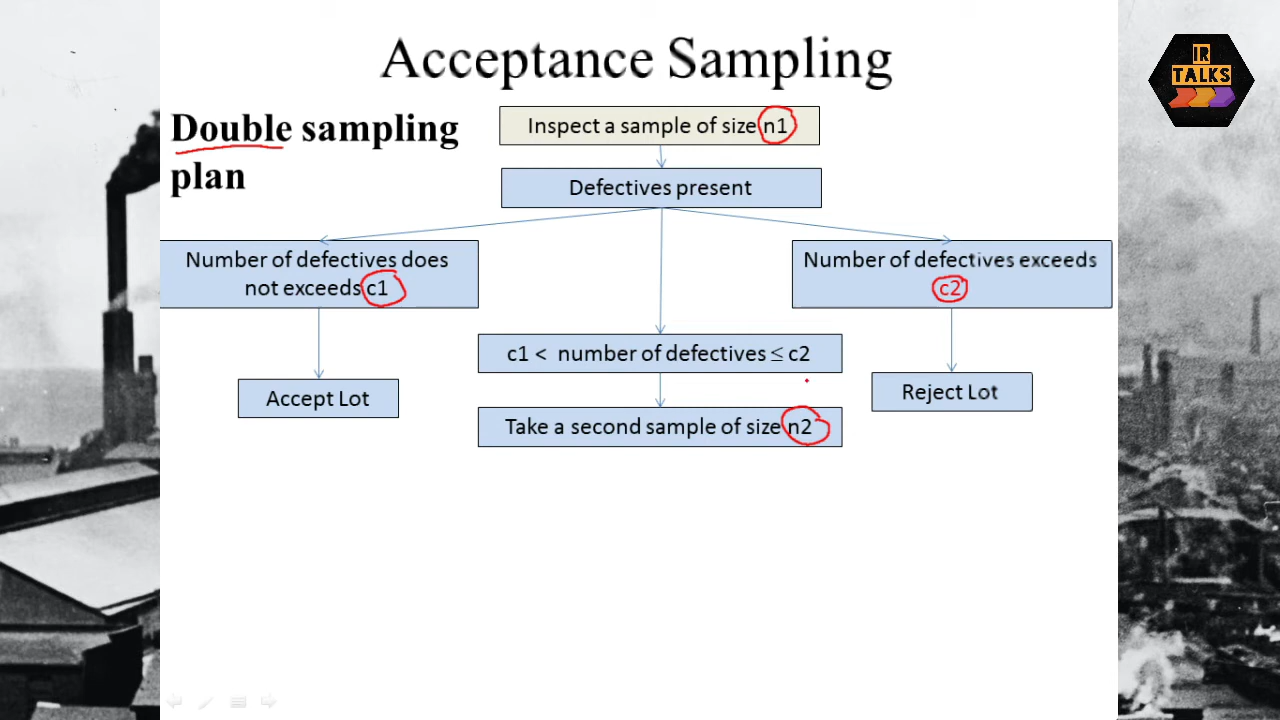 Acceptance Sampling
IR
TALKS
Double sampling
plan
Inspect a sample of size n1
Defectives present
Number of defectives does
not exceeds c1
Number of defectives exceeds
c2
c1 < number of defectives ≤ c2
Accept Lot
Reject Lot
Take a second sample of size n2